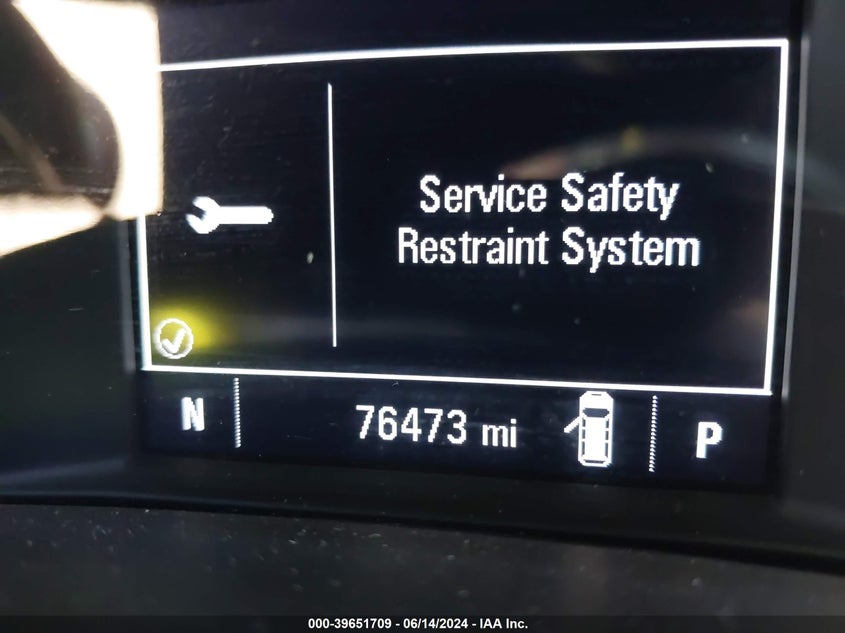 Service Safety
Restraint System
N 76473 mi P
000-39651709 - 06/14/2024 - IAA Inc.